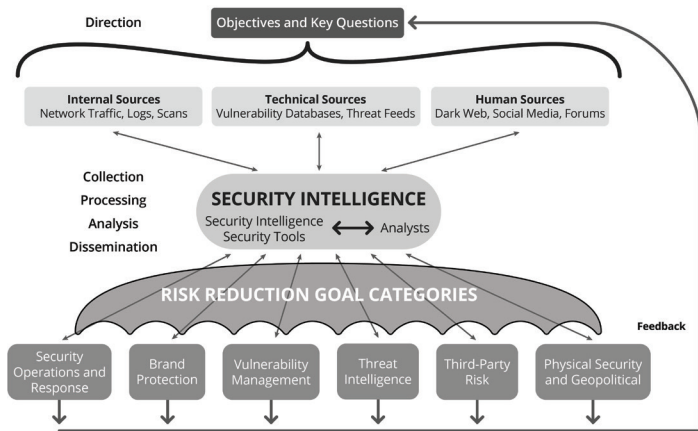 Direction
Objectives and Key Questions
Internal Sources
Network Traffic, Logs, Scans
Technical Sources
Vulnerability Databases, Threat Feeds
Human Sources
Dark Web, Social Media, Forums
Collection
Processing
Analysis
Dissemination
SECURITY INTELLIGENCE
Security Intelligence
Security Tools
Analysts
RISK REDUCTION GOAL CATEGORIES
Feedback
Security
Operations and
Response
Brand
Protection
Vulnerability
Management
Threat
Intelligence
Third-Party
Risk
Physical Security
and Geopolitical